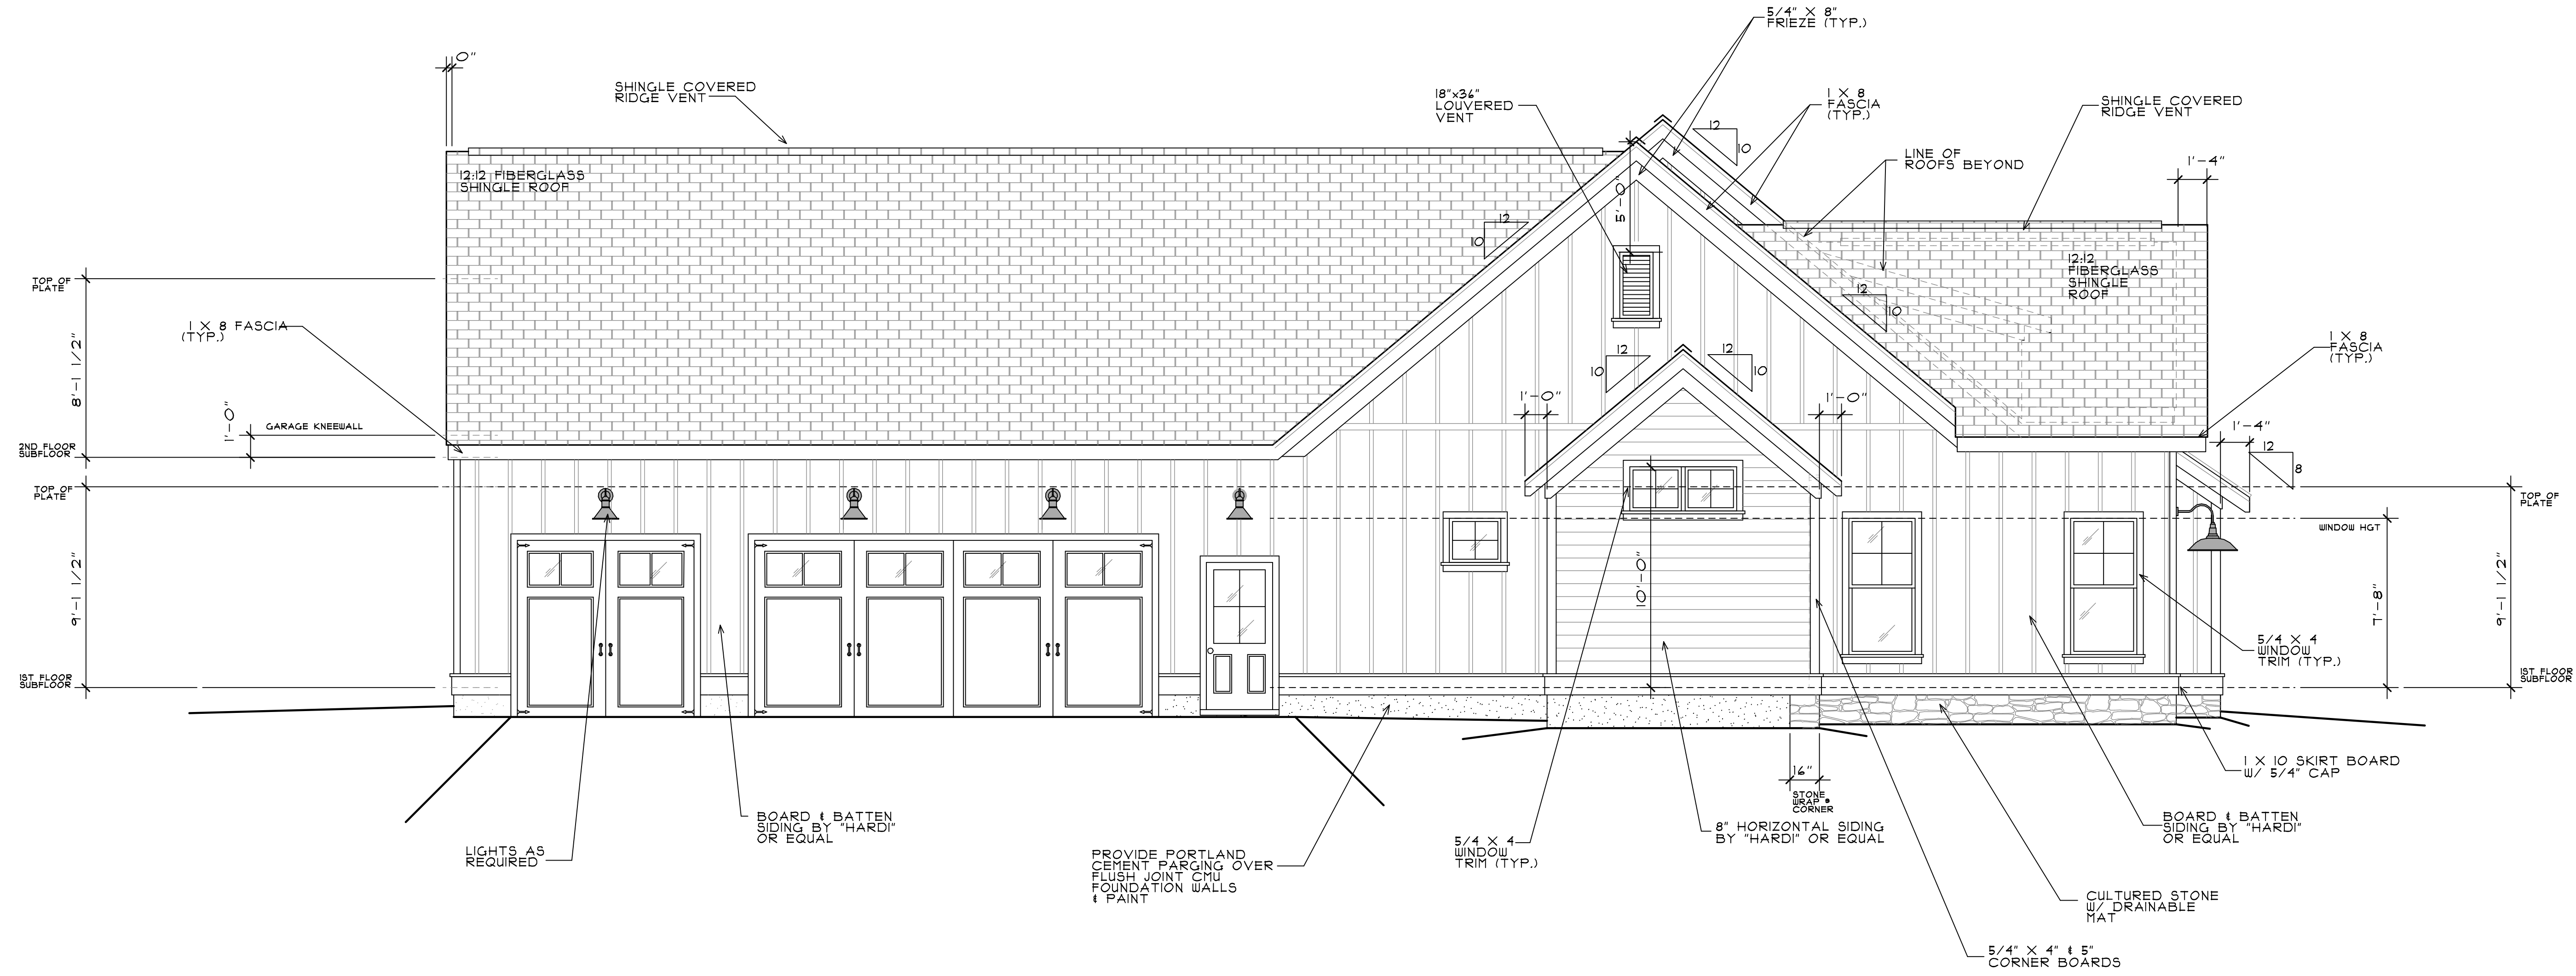 0"
SHINGLE COVERED
RIDGE VENT
18"x36"
LOUVERED
VENT
5/4" X 8"
FRIEZE (TYP.)
1 X 8
FASCIA
(TYP.)
12
10
LINE OF
ROOFS BEYOND
SHINGLE COVERED
RIDGE VENT
1'-4"
12:12 FIBERGLASS
SHINGLE ROOF
5'-0"
12
10
12:12
FIBERGLASS
SHINGLE
ROOF
12
10
TOP OF
PLATE
1 X 8 FASCIA
(TYP.)
8'-1 1/2"
1'-0"
GARAGE KNEEWALL
2ND FLOOR
SUBFLOOR
12
10
12
10
1'-0"
1'-0"
1 X 8
FASCIA
(TYP.)
1'-4"
12
8
TOP OF
PLATE
TOP OF
PLATE
WINDOW HGT
9'-1 1/2"
10'-0"
7'-8"
9'-1 1/2"
5/4 X 4
WINDOW
TRIM (TYP.)
1ST FLOOR
SUBFLOOR
1ST FLOOR
SUBFLOOR
16"
STONE
WRAP @
CORNER
1 X 10 SKIRT BOARD
W/ 5/4" CAP
LIGHTS AS
REQUIRED
BOARD & BATTEN
SIDING BY "HARDI"
OR EQUAL
PROVIDE PORTLAND
CEMENT PARGING OVER
FLUSH JOINT CMU
FOUNDATION WALLS
& PAINT
5/4 X 4
WINDOW
TRIM (TYP.)
8" HORIZONTAL SIDING
BY "HARDI" OR EQUAL
BOARD & BATTEN
SIDING BY "HARDI"
OR EQUAL
CULTURED STONE
W/ DRAINABLE
MAT
5/4" X 4" & 5"
CORNER BOARDS